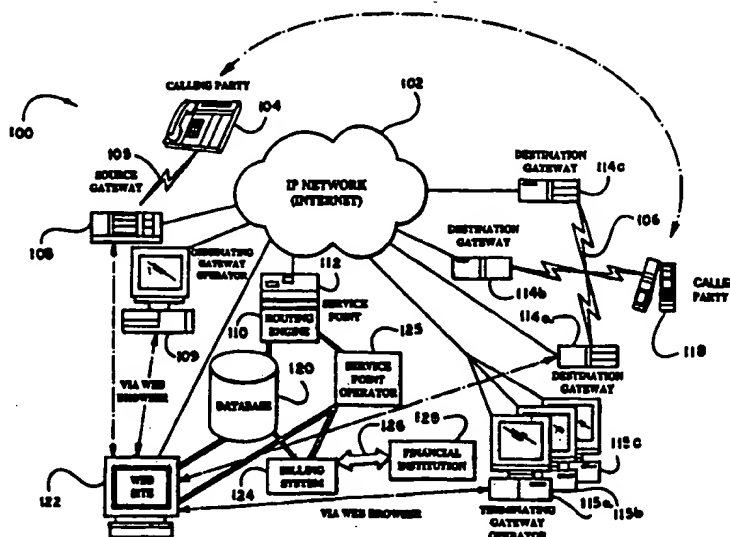 100
CALLING PARTY
104
103
SOURCE GATEWAY
108
ORIGINATING GATEWAY OPERATOR
109
VIA WEB BROWSER
102
IP NETWORK
(INTERNET)
112
SERVICE POINT
110
ROUTING ENGINE
120
DATABASE
125
SERVICE POINT OPERATOR
126
128
FINANCIAL INSTITUTION
124
BILLING SYSTEM
122
WEB SITE
VIA WEB BROWSER
DESTINATION GATEWAY
114c
106
DESTINATION GATEWAY
114b
114a
DESTINATION GATEWAY
CALLED PARTY
118
115c
115a
115b
TERMINATING GATEWAY OPERATOR